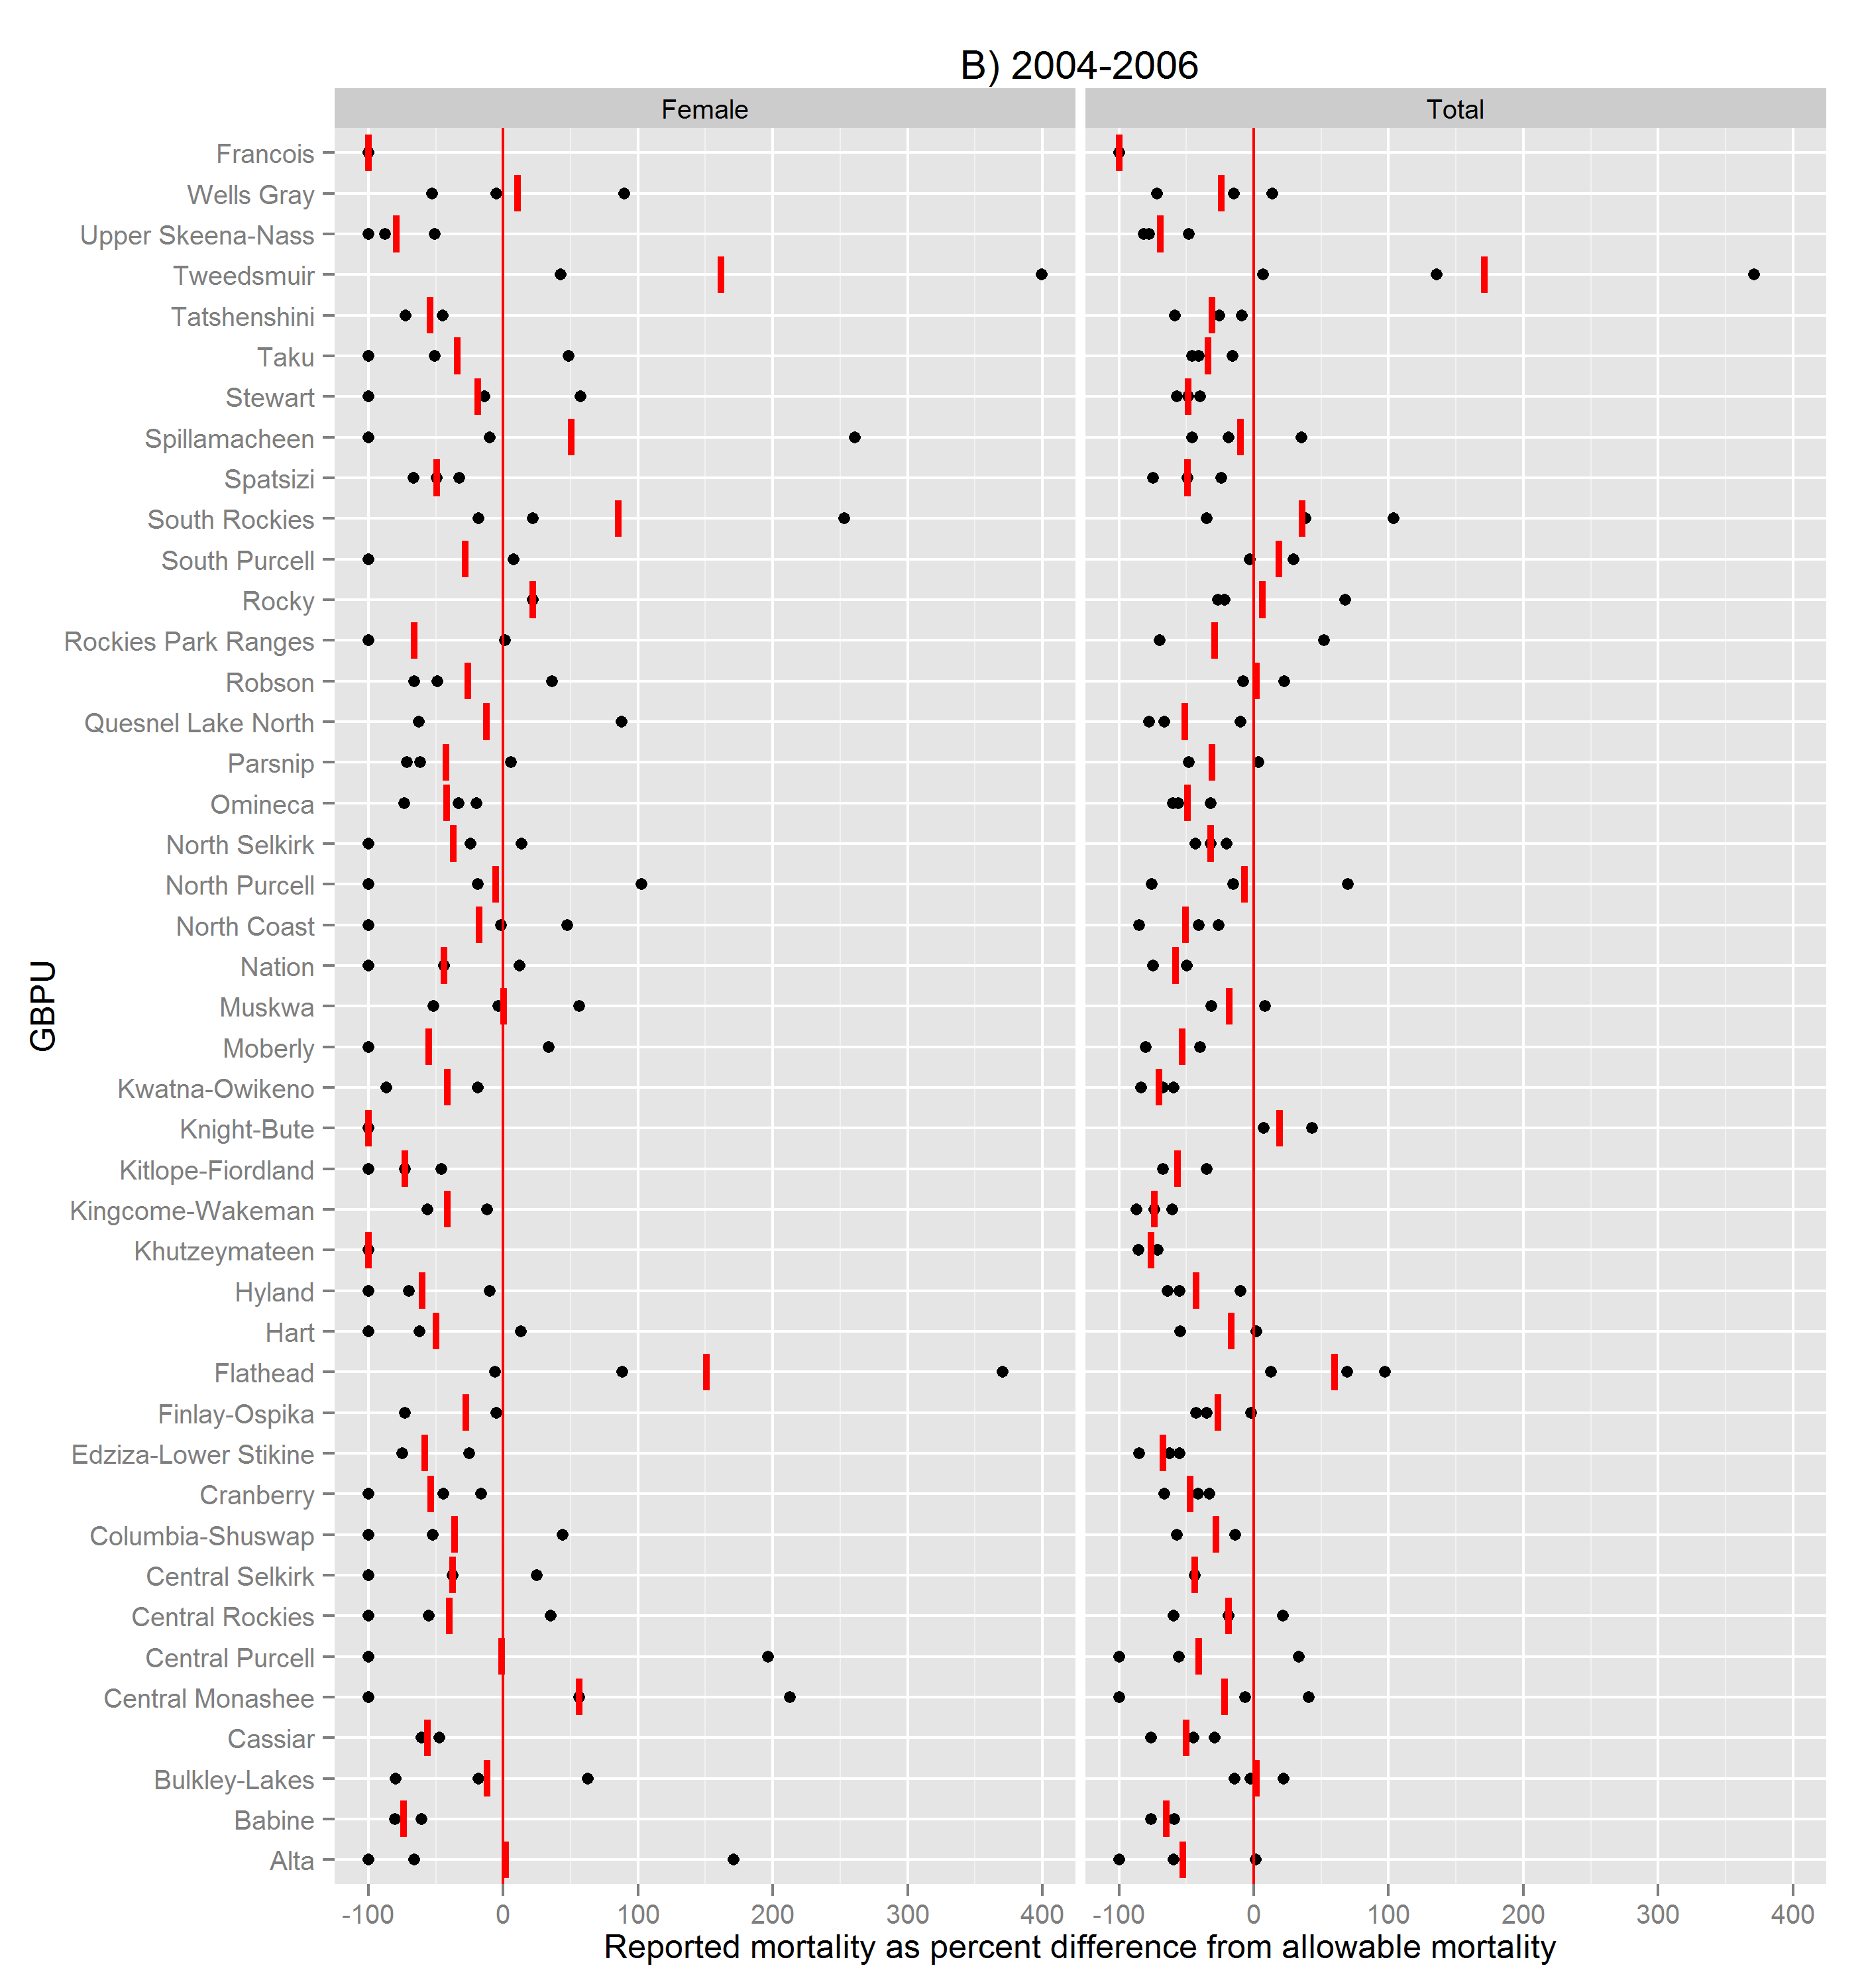 B) 2004-2006
Female
Total
Francois
Wells Gray
Upper Skeena-Nass
Tweedsmuir
Tatshenshini
Taku
Stewart
Spillamacheen
Spatsizi
South Rockies
South Purcell
Rocky
Rockies Park Ranges
Robson
Quesnel Lake North
Parsnip
Omineca
North Selkirk
North Purcell
North Coast
Nation
Muskwa
Moberly
Kwatna-Owikeno
Knight-Bute
Kitlope-Fiordland
Kingcome-Wakeman
Khutzeymateen
Hyland
Hart
Flathead
Finlay-Ospika
Edziza-Lower Stikine
Cranberry
Columbia-Shuswap
Central Selkirk
Central Rockies
Central Purcell
Central Monashee
Cassiar
Bulkley-Lakes
Babine
Alta
GBPU
-100 0 100 200 300 400 -100 0 100 200 300 400
Reported mortality as percent difference from allowable mortality